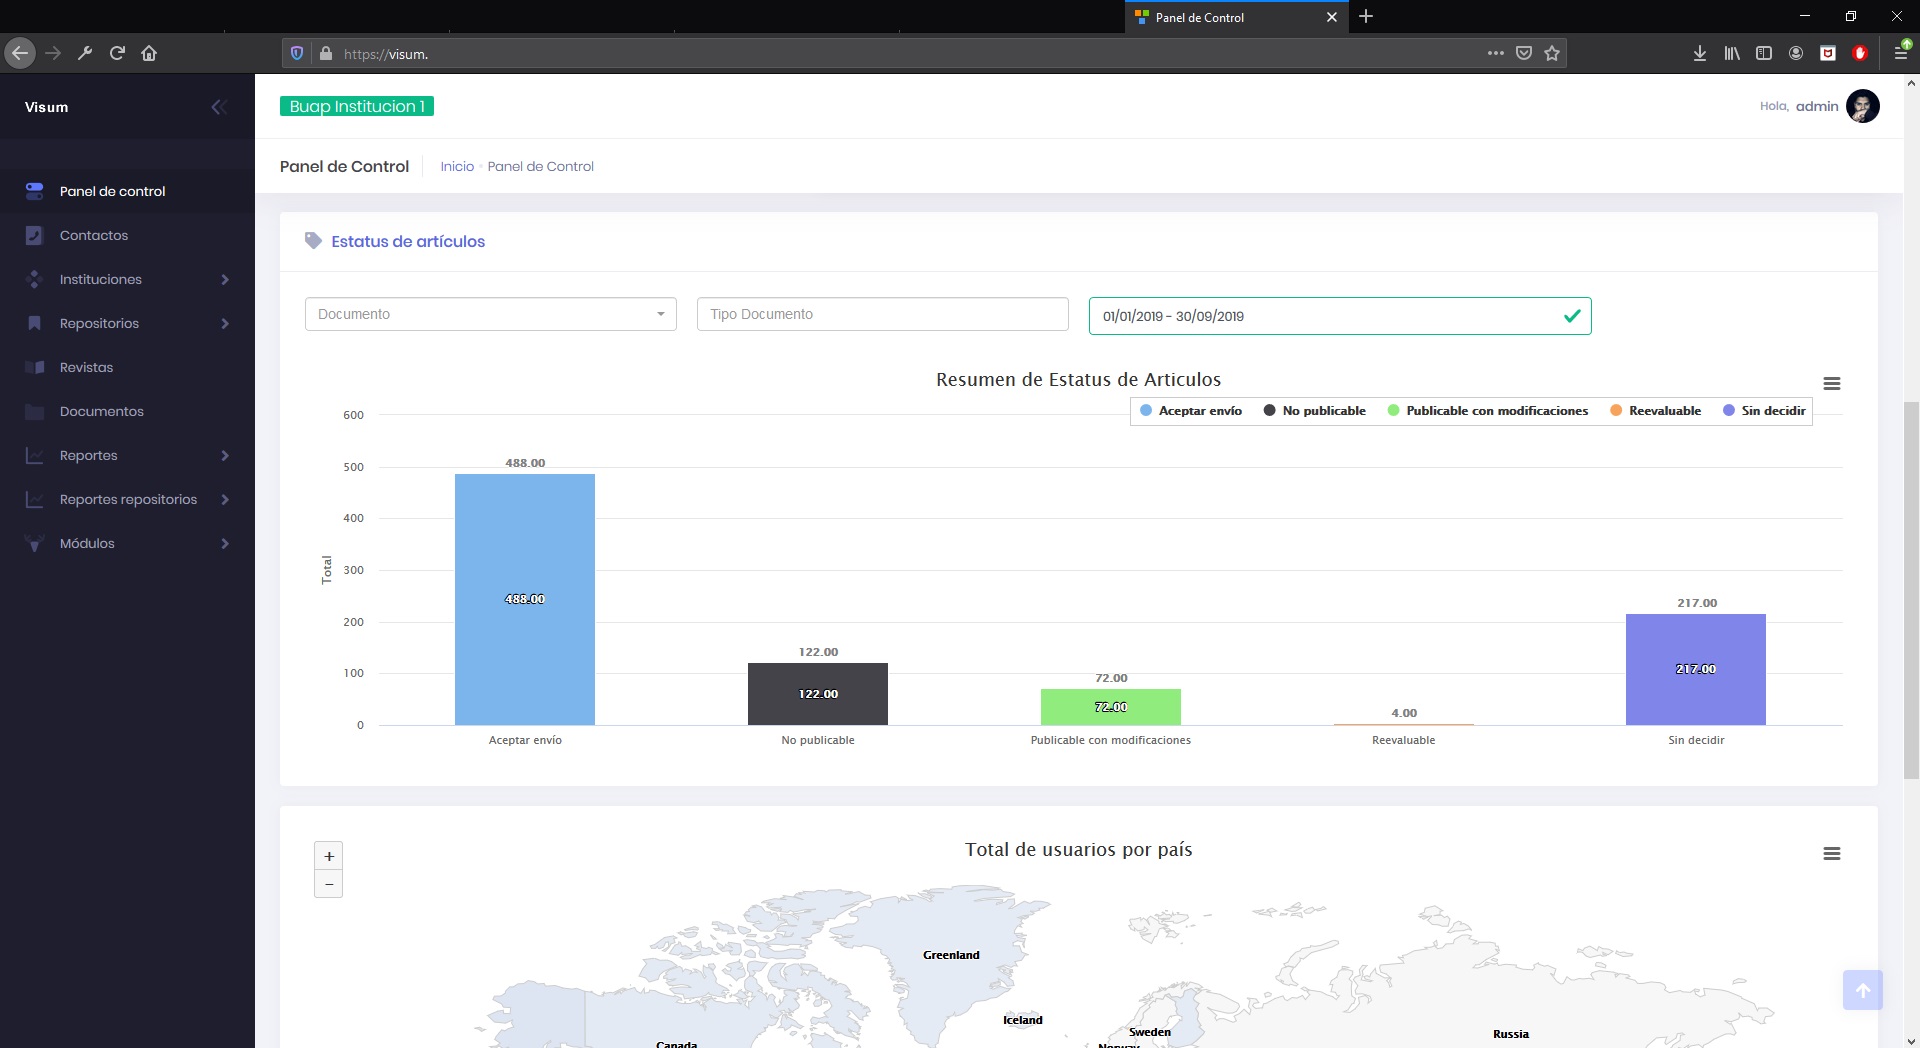 Panel de Control
https://visum.
Visum
Buap Institucion 1
Hola, admin
Panel de Control
Inicio • Panel de Control
Panel de control
Contactos
Instituciones
Repositorios
Revistas
Documentos
Reportes
Reportes repositorios
Módulos
Estatus de artículos
Documento
Tipo Documento
01/01/2019 - 30/09/2019
Resumen de Estatus de Articulos
Aceptar envío No publicable Publicable con modificaciones Reevaluable Sin decidir
Total
600
500
400
300
200
100
0
488.00
488.00
122.00
122.00
72.00
72.00
4.00
217.00
217.00
Aceptar envío No publicable Publicable con modificaciones Reevaluable Sin decidir
Total de usuarios por país
+
−
Greenland
Iceland
Sweden
Norway
Russia
Canada